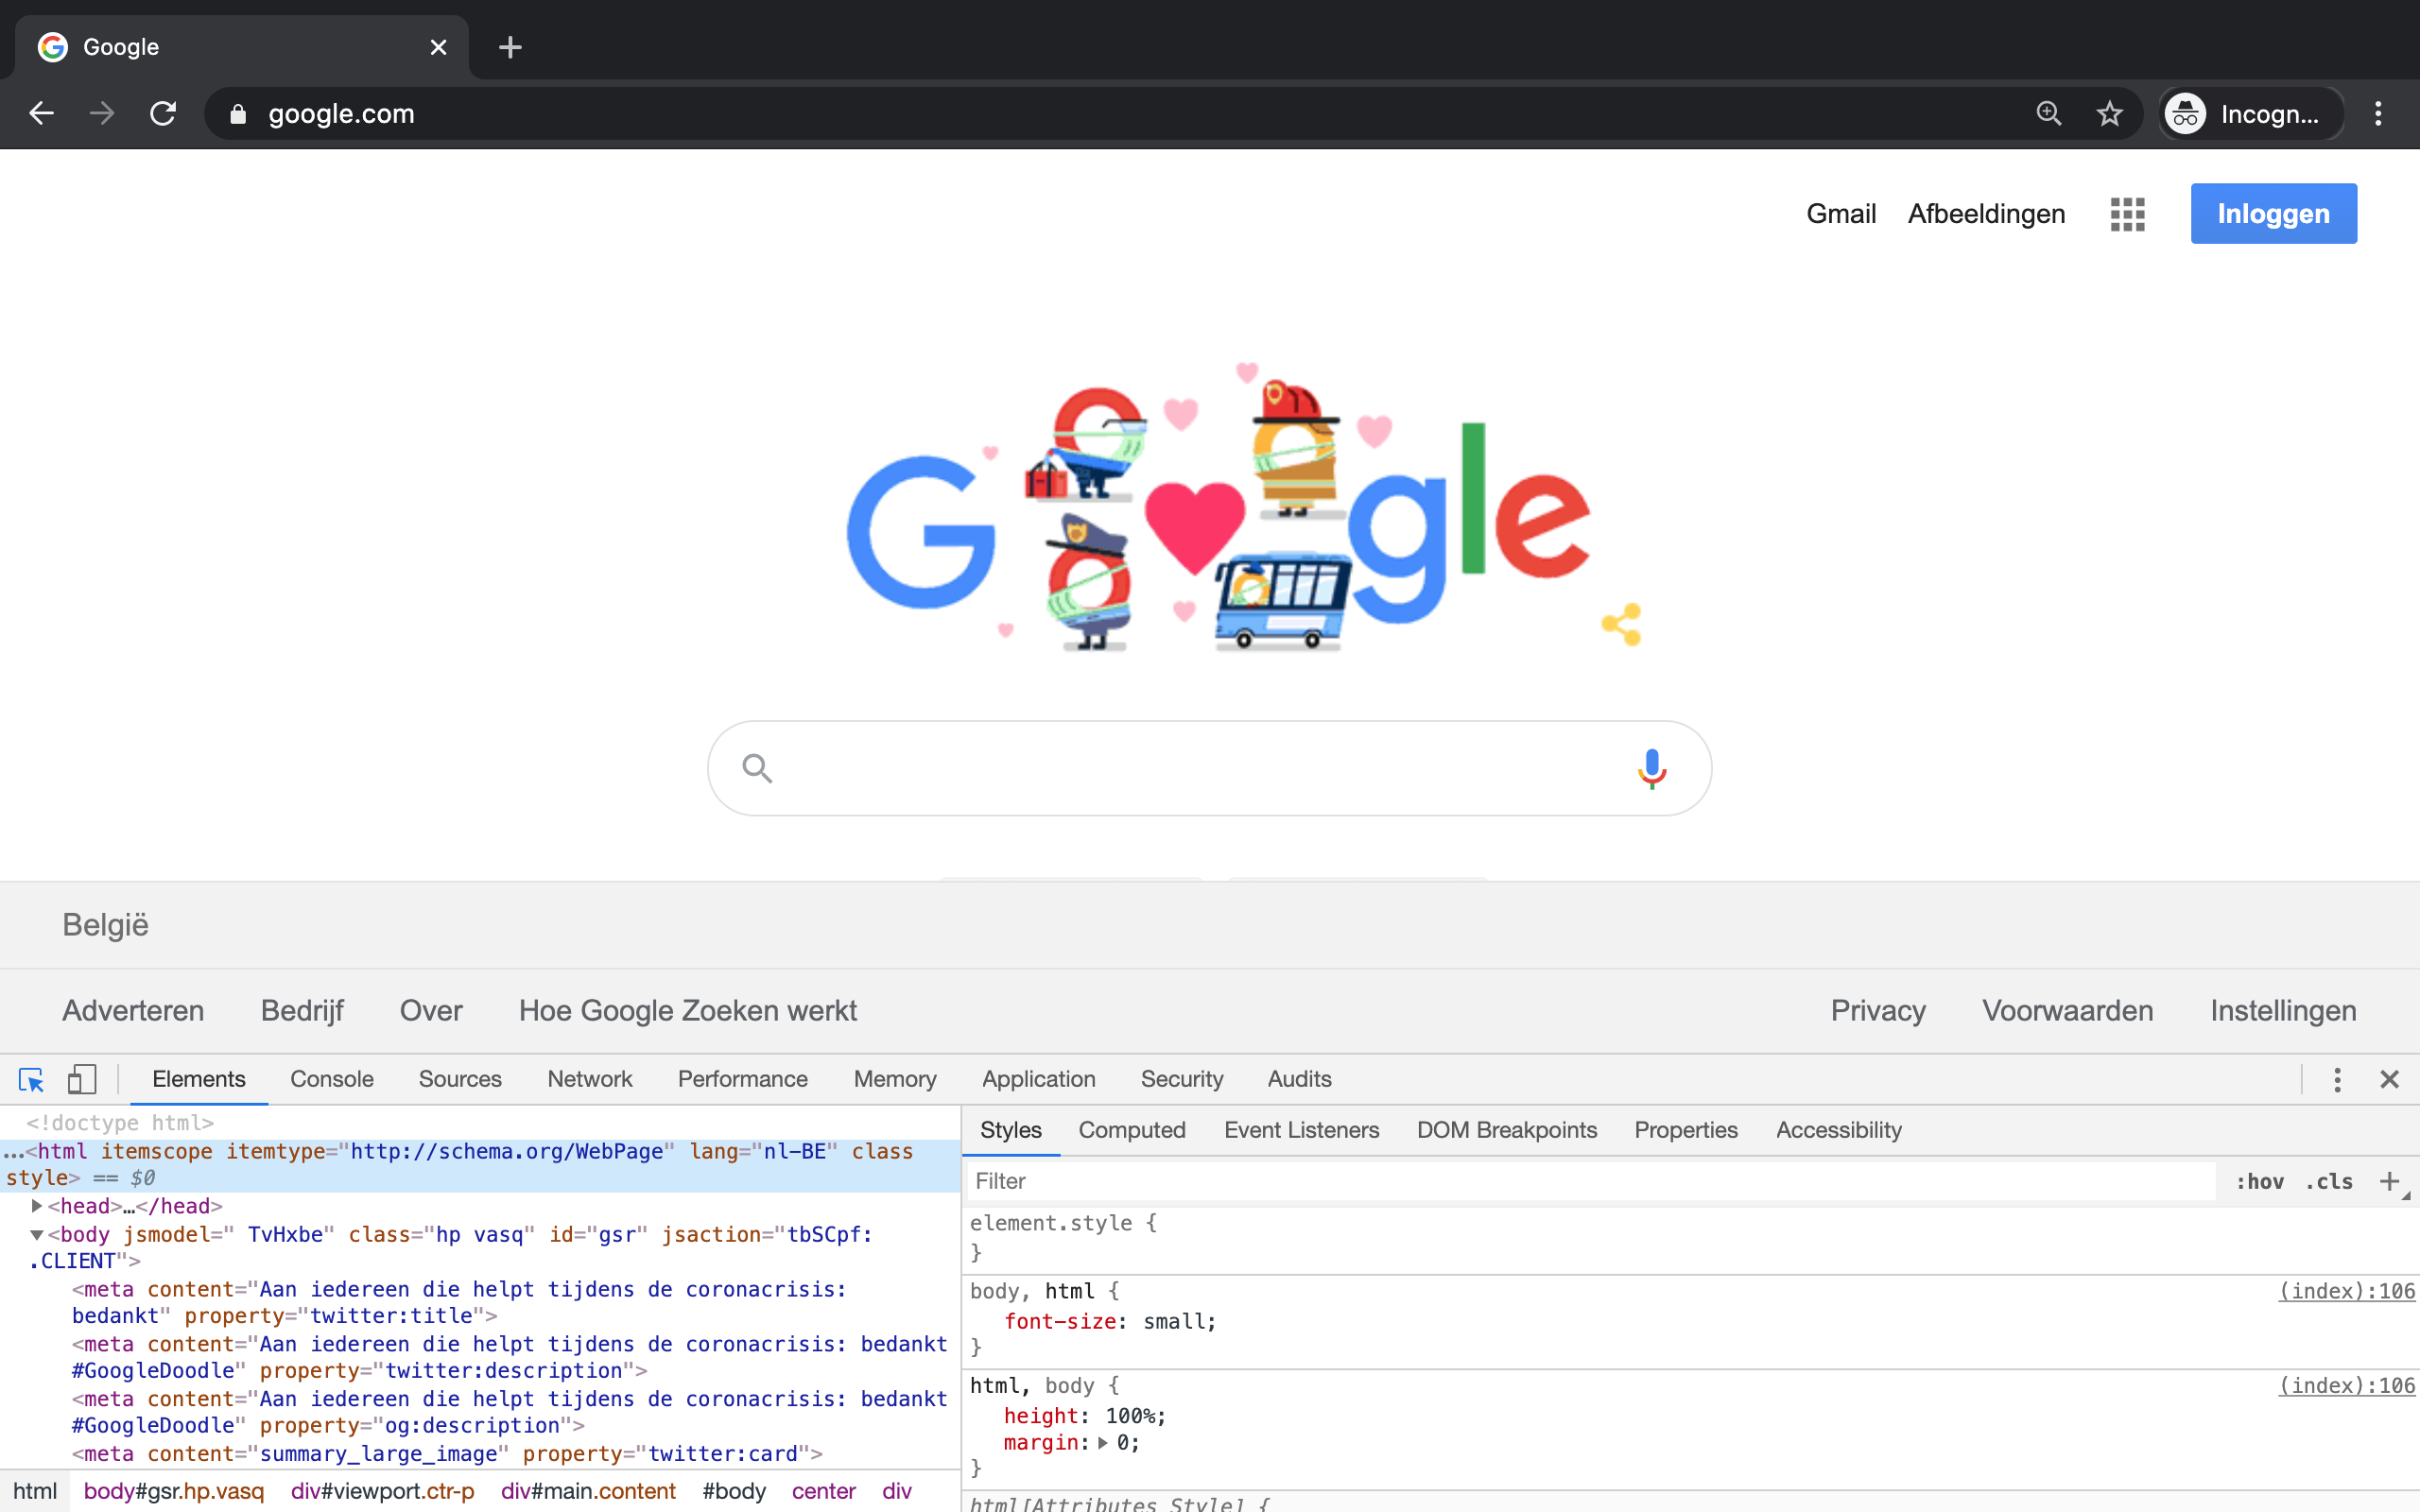 Google
google.com
Incogn...
Gmail Afbeeldingen Inloggen
Google
België
Adverteren Bedrijf Over Hoe Google Zoeken werkt Privacy Voorwaarden Instellingen
Elements Console Sources Network Performance Memory Application Security Audits
<!doctype html>
...<html itemscope itemtype="http://schema.org/WebPage" lang="nl-BE" class
style> == $0
<head>…</head>
<body jsmodel=" TvHxbe" class="hp vasq" id="gsr" jsaction="tbSCpf:
.CLIENT">
<meta content="Aan iedereen die helpt tijdens de coronacrisis:
bedankt" property="twitter:title">
<meta content="Aan iedereen die helpt tijdens de coronacrisis: bedankt
#GoogleDoodle" property="twitter:description">
<meta content="Aan iedereen die helpt tijdens de coronacrisis: bedankt
#GoogleDoodle" property="og:description">
<meta content="summary_large_image" property="twitter:card">
html body#gsr.hp.vasq div#viewport.ctr-p div#main.content #body center div
Styles Computed Event Listeners DOM Breakpoints Properties Accessibility
Filter :hov .cls +
element.style {
}
body, html { (index):106
font-size: small;
}
html, body { (index):106
height: 100%;
margin: 0;
}
html[Attributes Style] {